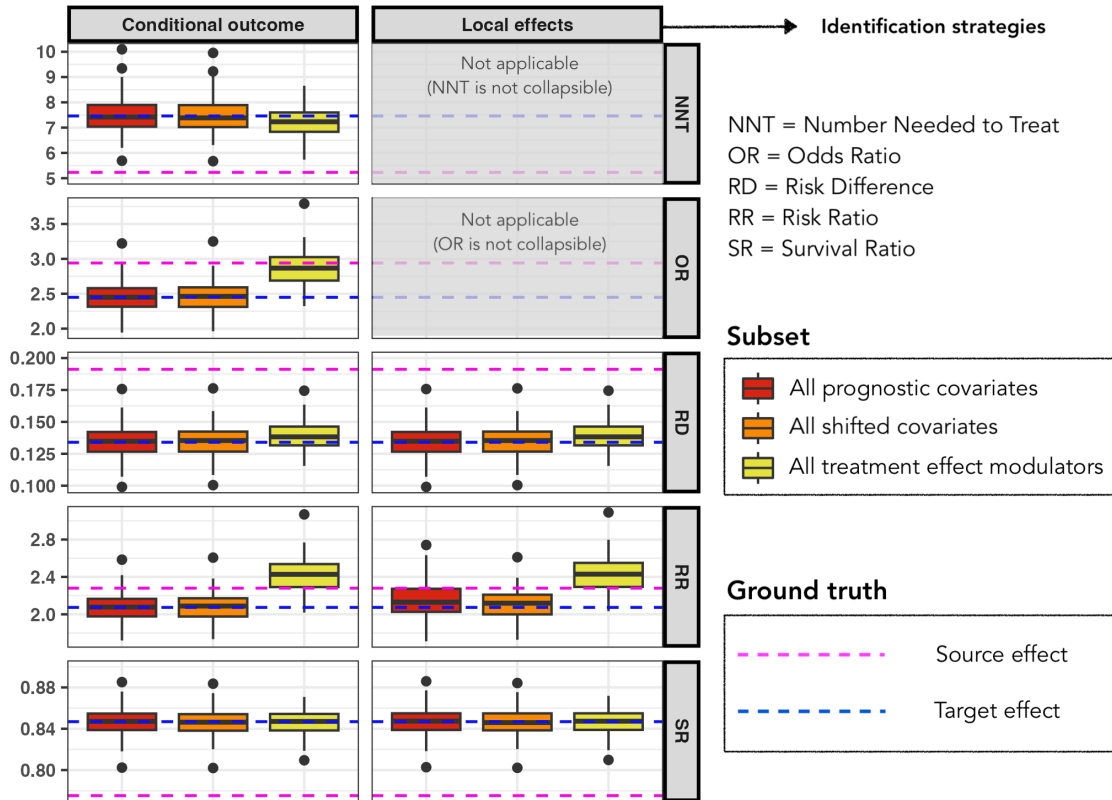 Conditional outcome
Local effects
Identification strategies
10
9
8
7
6
5
Not applicable
(NNT is not collapsible)
NNT
NNT = Number Needed to Treat
OR = Odds Ratio
RD = Risk Difference
RR = Risk Ratio
SR = Survival Ratio
3.5
3.0
2.5
2.0
Not applicable
(OR is not collapsible)
OR
Subset
All prognostic covariates
All shifted covariates
All treatment effect modulators
0.200
0.175
0.150
0.125
0.100
RD
2.8
2.4
2.0
RR
Ground truth
Source effect
Target effect
0.88
0.84
0.80
SR